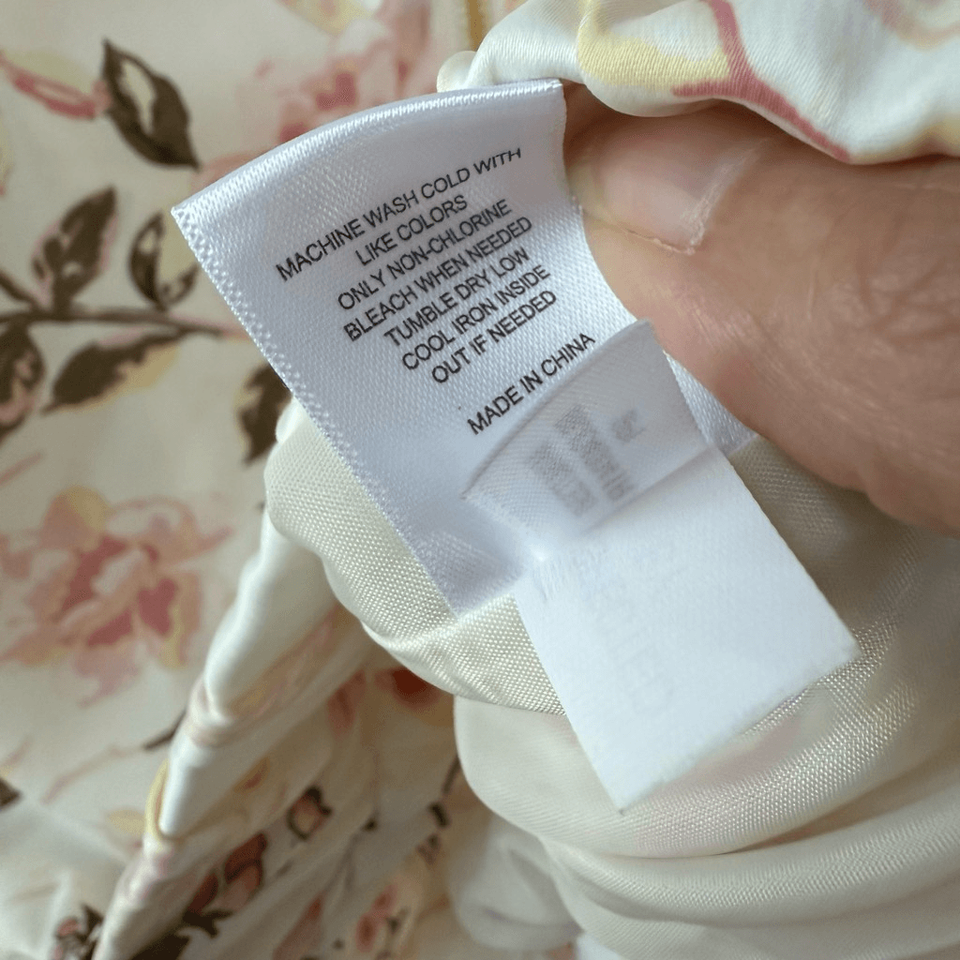 MACHINE WASH COLD WITH
LIKE COLORS
ONLY NON-CHLORINE
BLEACH WHEN NEEDED
TUMBLE DRY LOW
COOL IRON INSIDE
OUT IF NEEDED
MADE IN CHINA